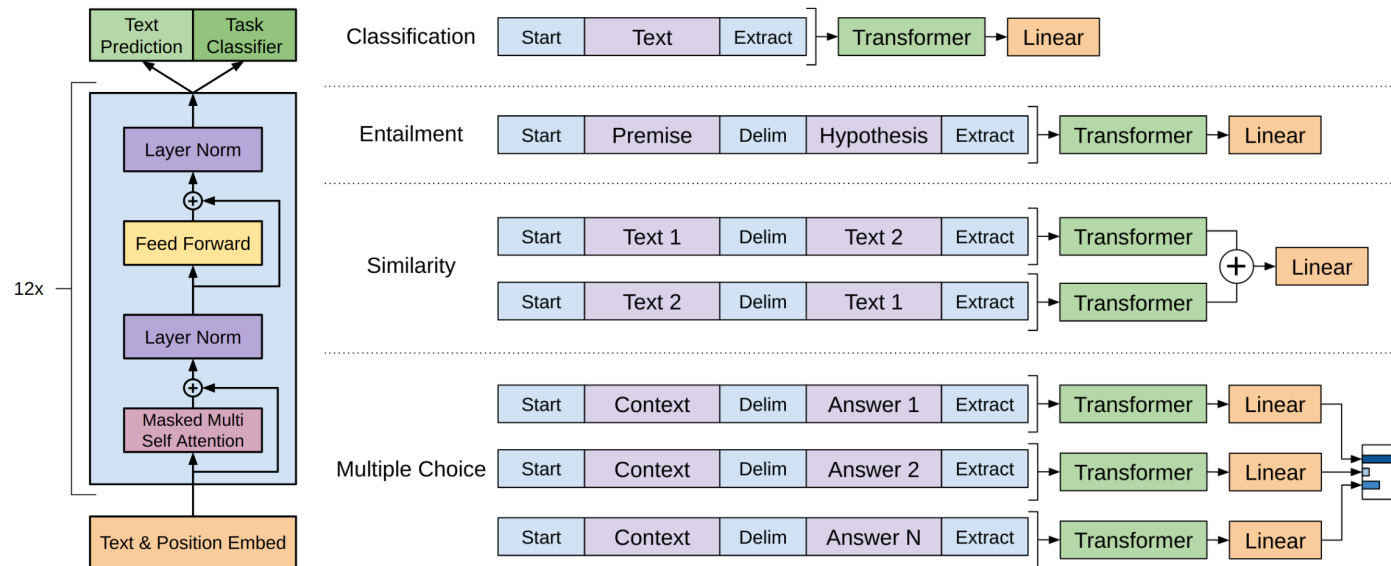 Text
Prediction
Task
Classifier
12x
Layer Norm
Feed Forward
Layer Norm
Masked Multi
Self Attention
Text & Position Embed
Classification
Start Text Extract Transformer Linear
Entailment
Start Premise Delim Hypothesis Extract Transformer Linear
Similarity
Start Text 1 Delim Text 2 Extract Transformer
Start Text 2 Delim Text 1 Extract Transformer
Linear
Multiple Choice
Start Context Delim Answer 1 Extract Transformer Linear
Start Context Delim Answer 2 Extract Transformer Linear
Start Context Delim Answer N Extract Transformer Linear